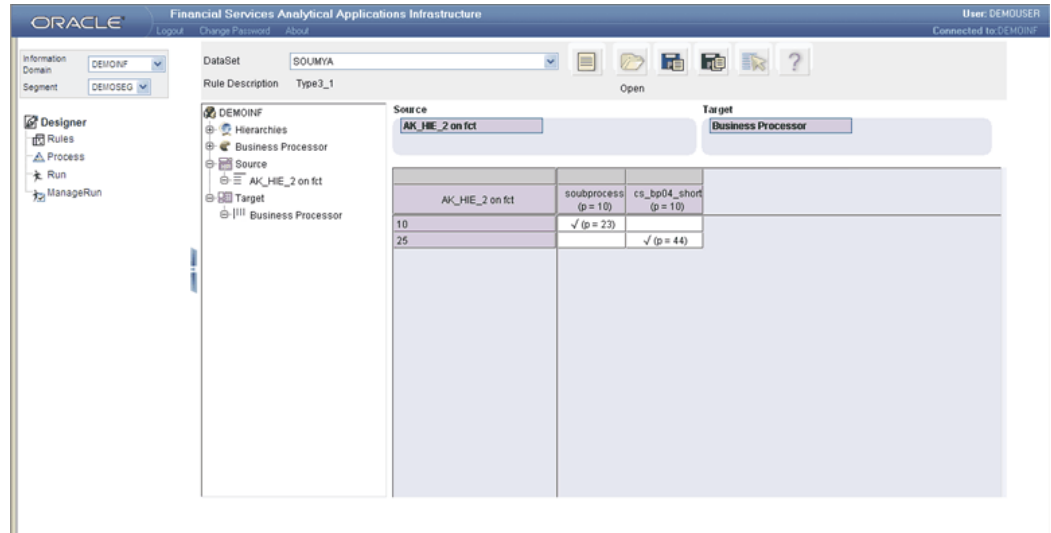 ORACLE
Financial Services Analytical Applications Infrastructure
User: DEMOUSER
Logout Change Password About
Connected to:DEMOINF
Information Domain DEMOINF
Segment DEMOSEG
Designer
Rules
Process
Run
ManageRun
DataSet SOUMYA
Rule Description Type3_1
Open
?
DEMOINF
Hierarchies
Business Processor
Source
AK_HIE_2 on fct
Target
Business Processor
Source
AK_HIE_2 on fct
Target
Business Processor
AK_HIE_2 on fct
soubprocess (p = 10)
cs_bp04_short (p = 10)
10 √ (p = 23)
25 √ (p = 44)